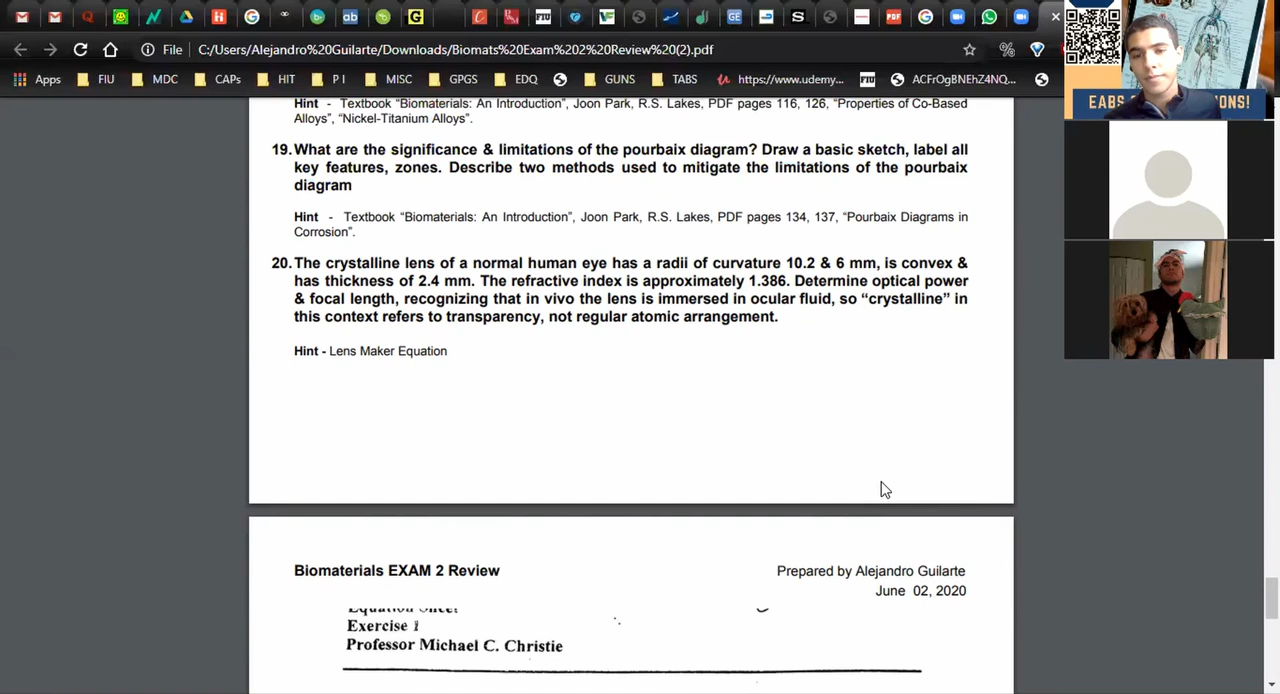 File
C:/Users/Alejandro%20Guilarte/Downloads/Biomats%20Exam%202%20Review%20(2).pdf
Apps FIU MDC CAPs HIT P I MISC GPGS EDQ GUNS TABS https://www.udemy... ACFrOgBNEhZ4NQ...
EABS
ONS!
Hint - Textbook “Biomaterials: An Introduction”, Joon Park, R.S. Lakes, PDF pages 116, 126, “Properties of Co-Based
Alloys”, “Nickel-Titanium Alloys”.
19. What are the significance & limitations of the pourbaix diagram? Draw a basic sketch, label all
key features, zones. Describe two methods used to mitigate the limitations of the pourbaix
diagram
Hint - Textbook “Biomaterials: An Introduction”, Joon Park, R.S. Lakes, PDF pages 134, 137, “Pourbaix Diagrams in
Corrosion”.
20. The crystalline lens of a normal human eye has a radii of curvature 10.2 & 6 mm, is convex &
has thickness of 2.4 mm. The refractive index is approximately 1.386. Determine optical power
& focal length, recognizing that in vivo the lens is immersed in ocular fluid, so “crystalline” in
this context refers to transparency, not regular atomic arrangement.
Hint - Lens Maker Equation
Biomaterials EXAM 2 Review
Prepared by Alejandro Guilarte
June 02, 2020
Equation Sheet
Exercise 1
Professor Michael C. Christie